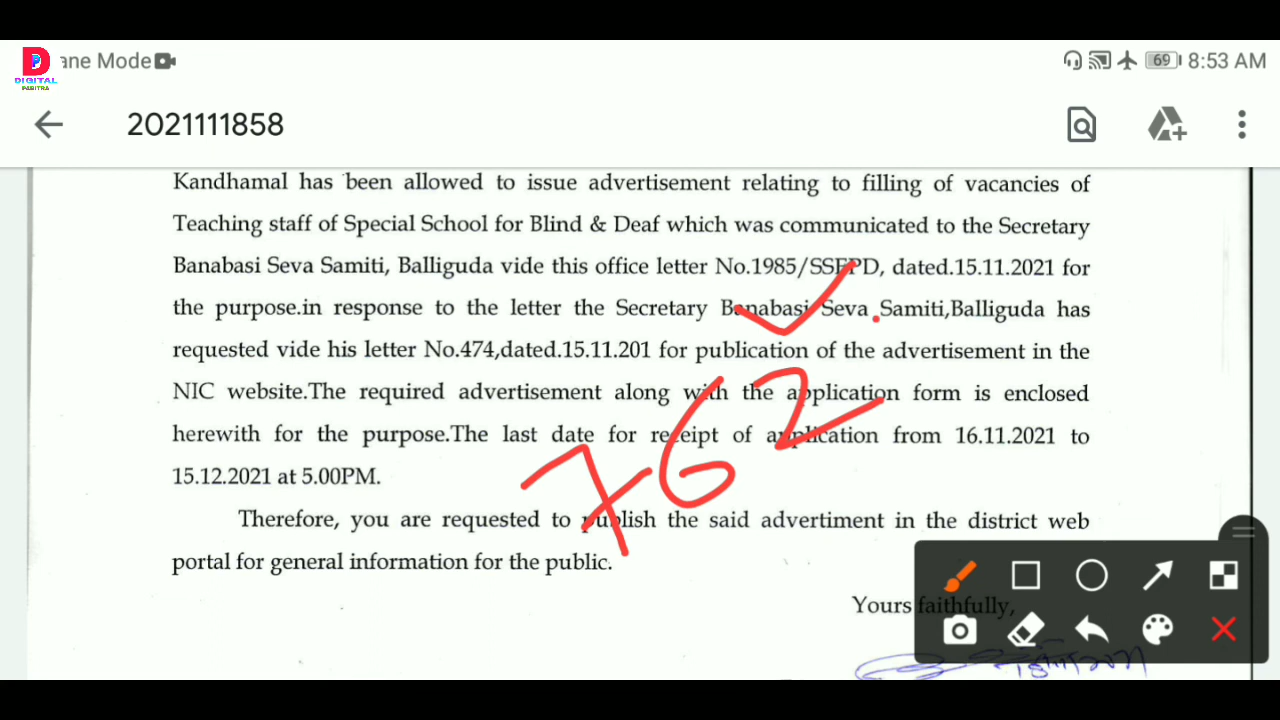 ane Mode
8:53 AM
69
D
P
DIGITAL
PABITRA
2021111858
Kandhamal has been allowed to issue advertisement relating to filling of vacancies of
Teaching staff of Special School for Blind & Deaf which was communicated to the Secretary
Banabasi Seva Samiti, Balliguda vide this office letter No.1985/SSEPD, dated.15.11.2021 for
the purpose.in response to the letter the Secretary Banabasi Seva Samiti,Balliguda has
requested vide his letter No.474,dated.15.11.201 for publication of the advertisement in the
NIC website.The required advertisement along with the application form is enclosed
herewith for the purpose.The last date for receipt of application from 16.11.2021 to
15.12.2021 at 5.00PM.
762
Therefore, you are requested to publish the said advertiment in the district web
portal for general information for the public.
Yours faithfully,